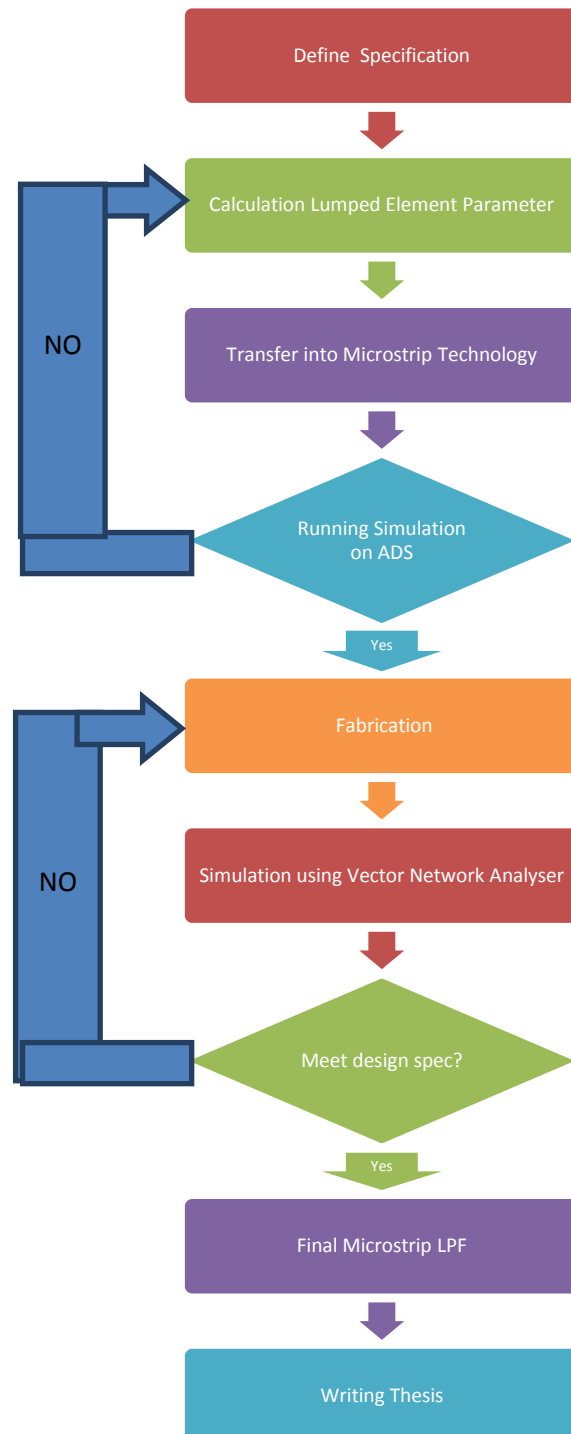 Define  Specification
Calculation Lumped Element Parameter
NO
Transfer into Microstrip Technology
Running Simulation
on ADS
Yes
Fabrication
NO
Simulation using Vector Network Analyser
Meet design spec?
Yes
Final Microstrip LPF
Writing Thesis